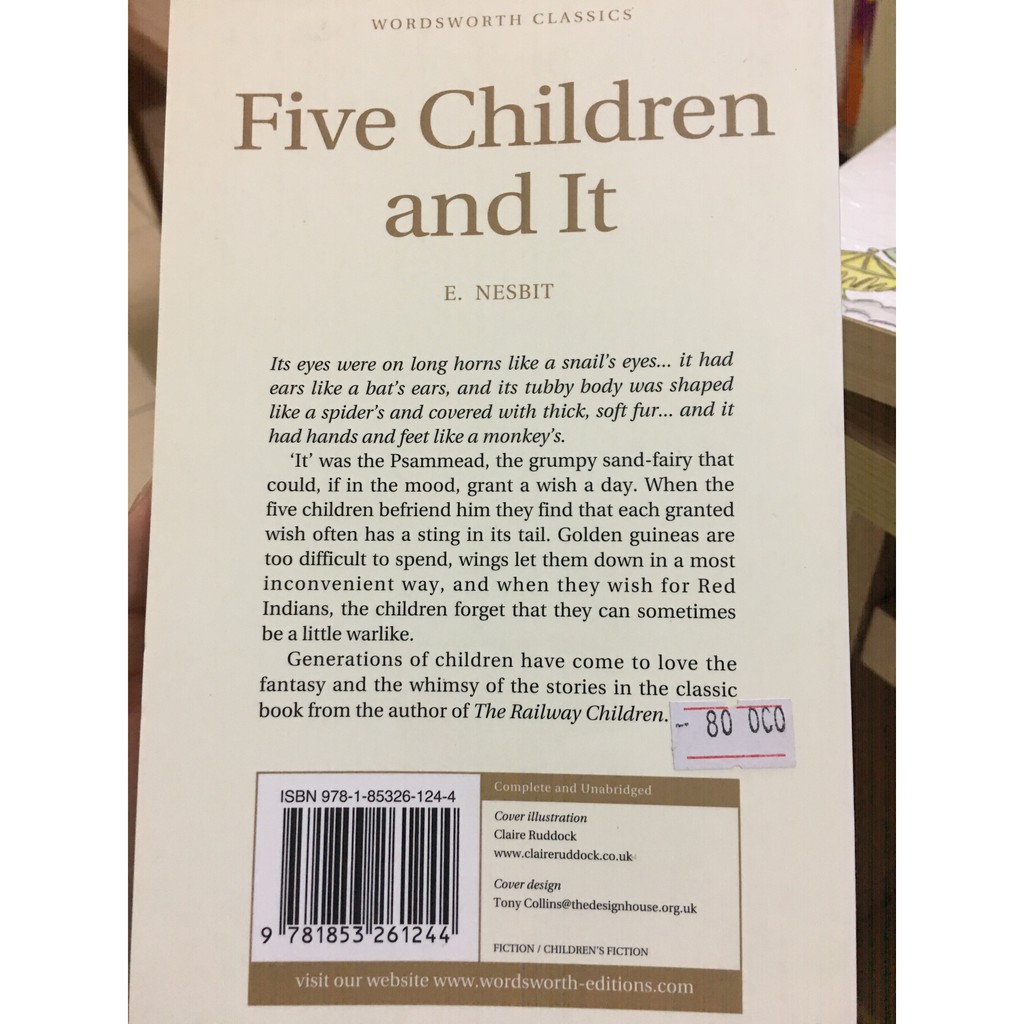 WORDSWORTH CLASSICS
Five Children
and It
E. NESBIT
Its eyes were on long horns like a snail's eyes... it had
ears like a bat's ears, and its tubby body was shaped
like a spider's and covered with thick, soft fur... and it
had hands and feet like a monkey's.
'It' was the Psammead, the grumpy sand-fairy that
could, if in the mood, grant a wish a day. When the
five children befriend him they find that each granted
wish often has a sting in its tail. Golden guineas are
too difficult to spend, wings let them down in a most
inconvenient way, and when they wish for Red
Indians, the children forget that they can sometimes
be a little warlike.
Generations of children have come to love the
fantasy and the whimsy of the stories in the classic
book from the author of The Railway Children.
- 80 000
ISBN 978-1-85326-124-4
9 781853 261244
Complete and Unabridged
Cover illustration
Claire Ruddock
www.claireruddock.co.uk
Cover design
Tony Collins@thedesignhouse.org.uk
FICTION / CHILDREN'S FICTION
visit our website www.wordsworth-editions.com